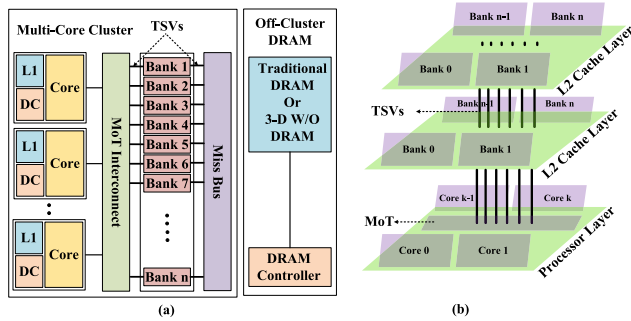 Multi-Core Cluster
TSVs
Off-Cluster
DRAM
L1
DC
Core
L1
DC
Core
L1
DC
Core
MoT Interconnect
Bank 1
Bank 2
Bank 3
Bank 4
Bank 5
Bank 6
Bank 7
Bank n
Miss Bus
Traditional
DRAM
Or
3-D W/O
DRAM
DRAM
Controller
(a)
Bank n-1
Bank n
Bank 0
Bank 1
L2 Cache Layer
TSVs
Bank n-1
Bank n
Bank 0
Bank 1
L2 Cache Layer
MoT
Core k-1
Core k
Core 0
Core 1
Processor Layer
(b)